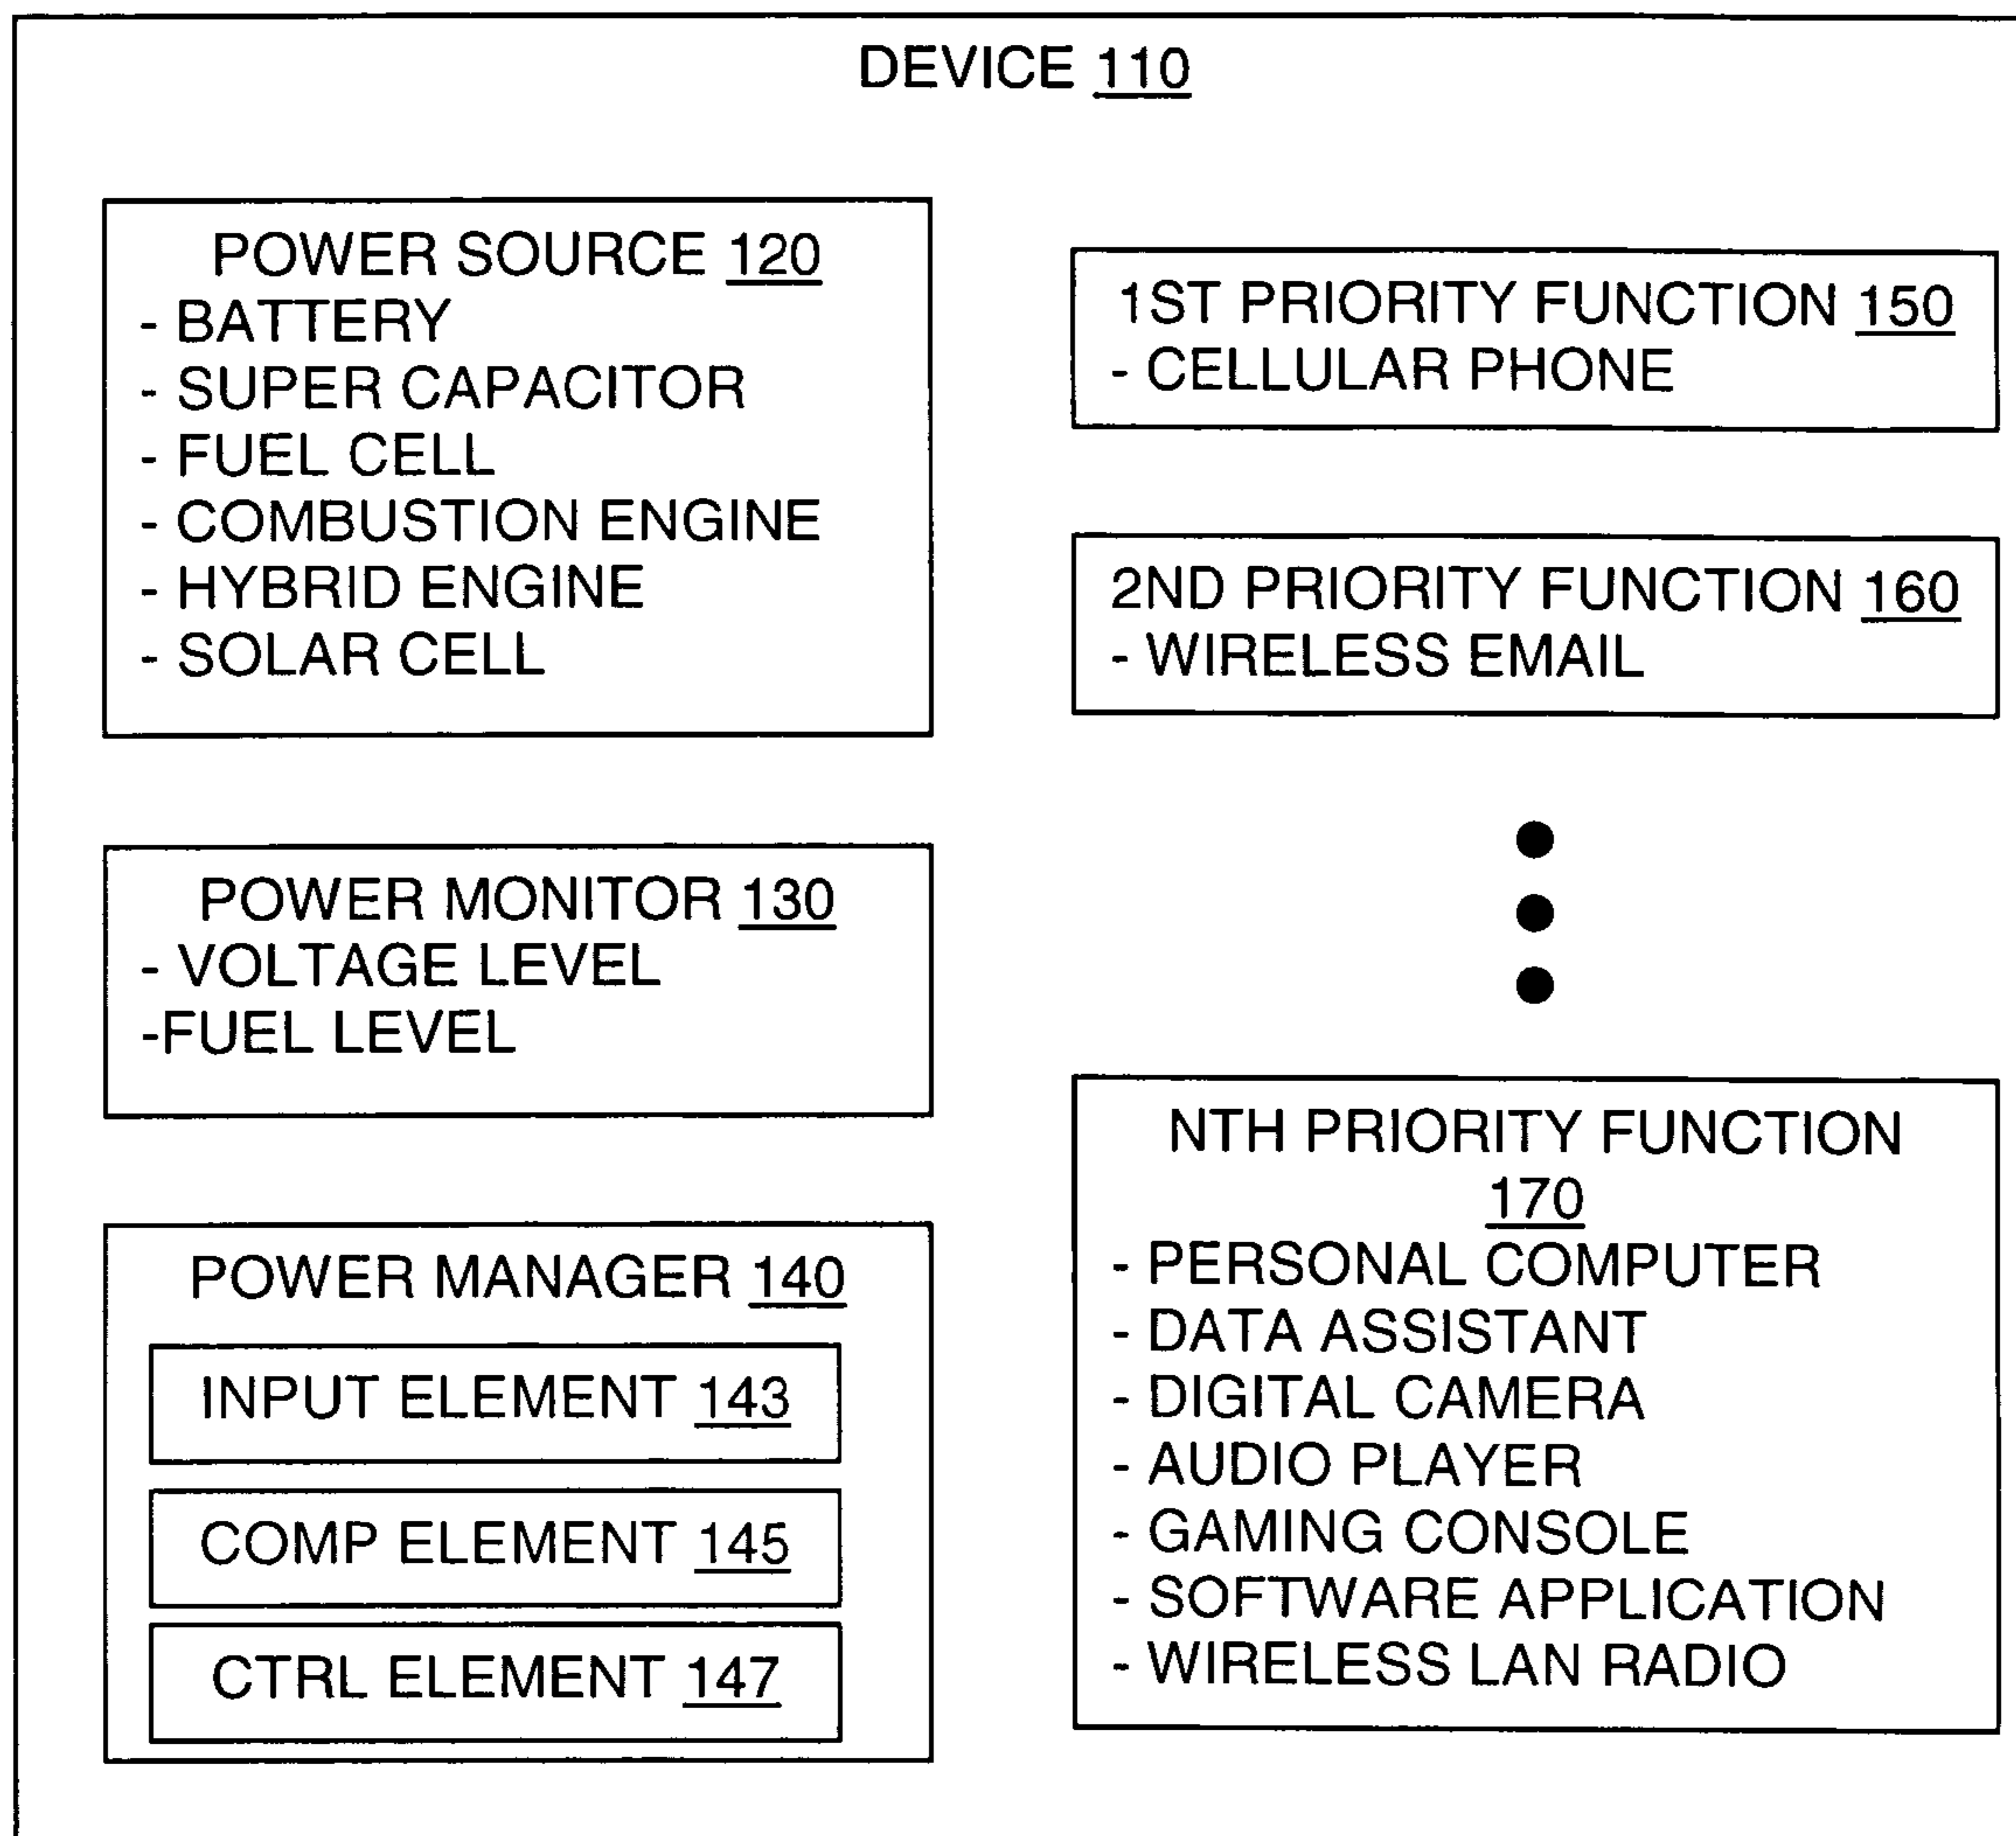 DEVICE 110
POWER SOURCE 120
- BATTERY
- SUPER CAPACITOR
- FUEL CELL
- COMBUSTION ENGINE
- HYBRID ENGINE
- SOLAR CELL
POWER MONITOR 130
- VOLTAGE LEVEL
-FUEL LEVEL
POWER MANAGER 140
INPUT ELEMENT 143
COMP ELEMENT 145
CTRL ELEMENT 147
1ST PRIORITY FUNCTION 150
- CELLULAR PHONE
2ND PRIORITY FUNCTION 160
- WIRELESS EMAIL
NTH PRIORITY FUNCTION
170
- PERSONAL COMPUTER
- DATA ASSISTANT
- DIGITAL CAMERA
- AUDIO PLAYER
- GAMING CONSOLE
- SOFTWARE APPLICATION
- WIRELESS LAN RADIO